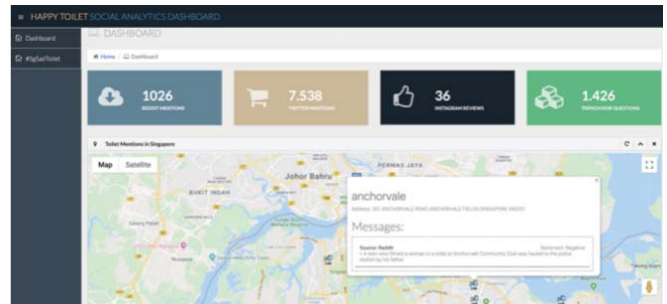 HAPPY TOILET SOCIAL ANALYTICS DASHBOARD
Dashboard
#SgSadToilet
DASHBOARD
Home / Dashboard
1026
REDDIT MENTIONS
7.538
TWITTER MENTIONS
36
INSTAGRAM REVIEWS
1.426
TRIPADVISOR QUESTIONS
Toilet Mentions in Singapore
Map Satellite
Johor Bahru
PERMAS JAYA
BUKIT INDAH
Gelang Patah
anchorvale
Messages:
Source: Reddit
Sentiment: Negative